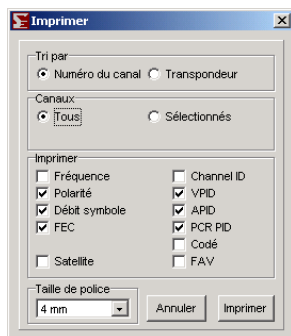 Imprimer
Tri par
Numéro du canal Transpondeur
Canaux
Tous Sélectionnés
Imprimer
Fréquence Channel ID
Polarité VPID
Débit symbole APID
FEC PCR PID
Codé
Satellite FAV
Taille de police
4 mm Annuler Imprimer